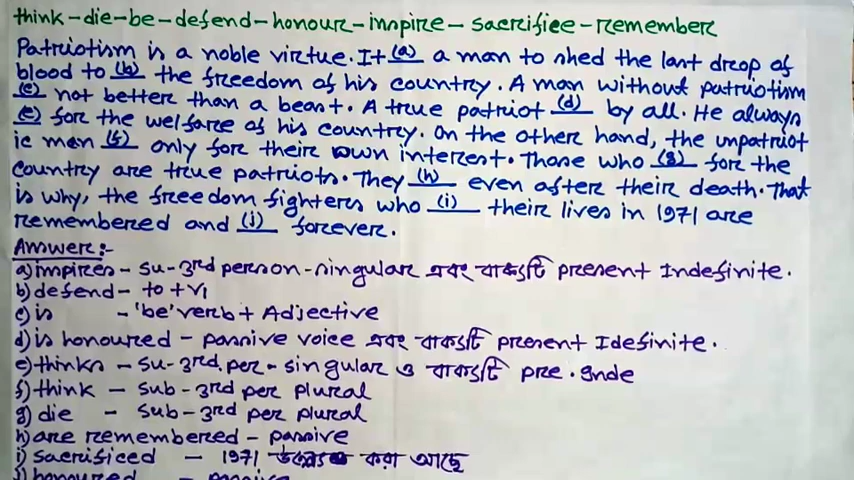 think-die-be-defend-honour-inspire-sacrifice-remember
Patriotism is a noble virtue. It (a) a man to shed the last drop of
blood to (b) the freedom of his country. A man without patriotism
(c) not better than a beast. A true patriot (d) by all. He always
(e) for the welfare of his country. On the other hand, the unpatriot
ic men (f) only for their own interest. Those who (g) for the
country are true patriots. They (h) even after their death. That
is why, the freedom fighters who (i) their lives in 1971 are
remembered and (j) forever.
Answer:-
a) inspires - su-3rd person-singular এবং বাক্যটি present Indefinite.
b) defend - to + v1
c) is - 'be' verb + Adjective
d) is honoured - passive voice এবং বাক্যটি present Idefinite.
e) thinks - su-3rd. per - singular ও বাক্যটি pre. Inde
f) think - sub-3rd per plural
g) die - sub-3rd per plural
h) are remembered - passive
i) sacrificed - 1971 উল্লেখ করা আছে
j) honoured - passive